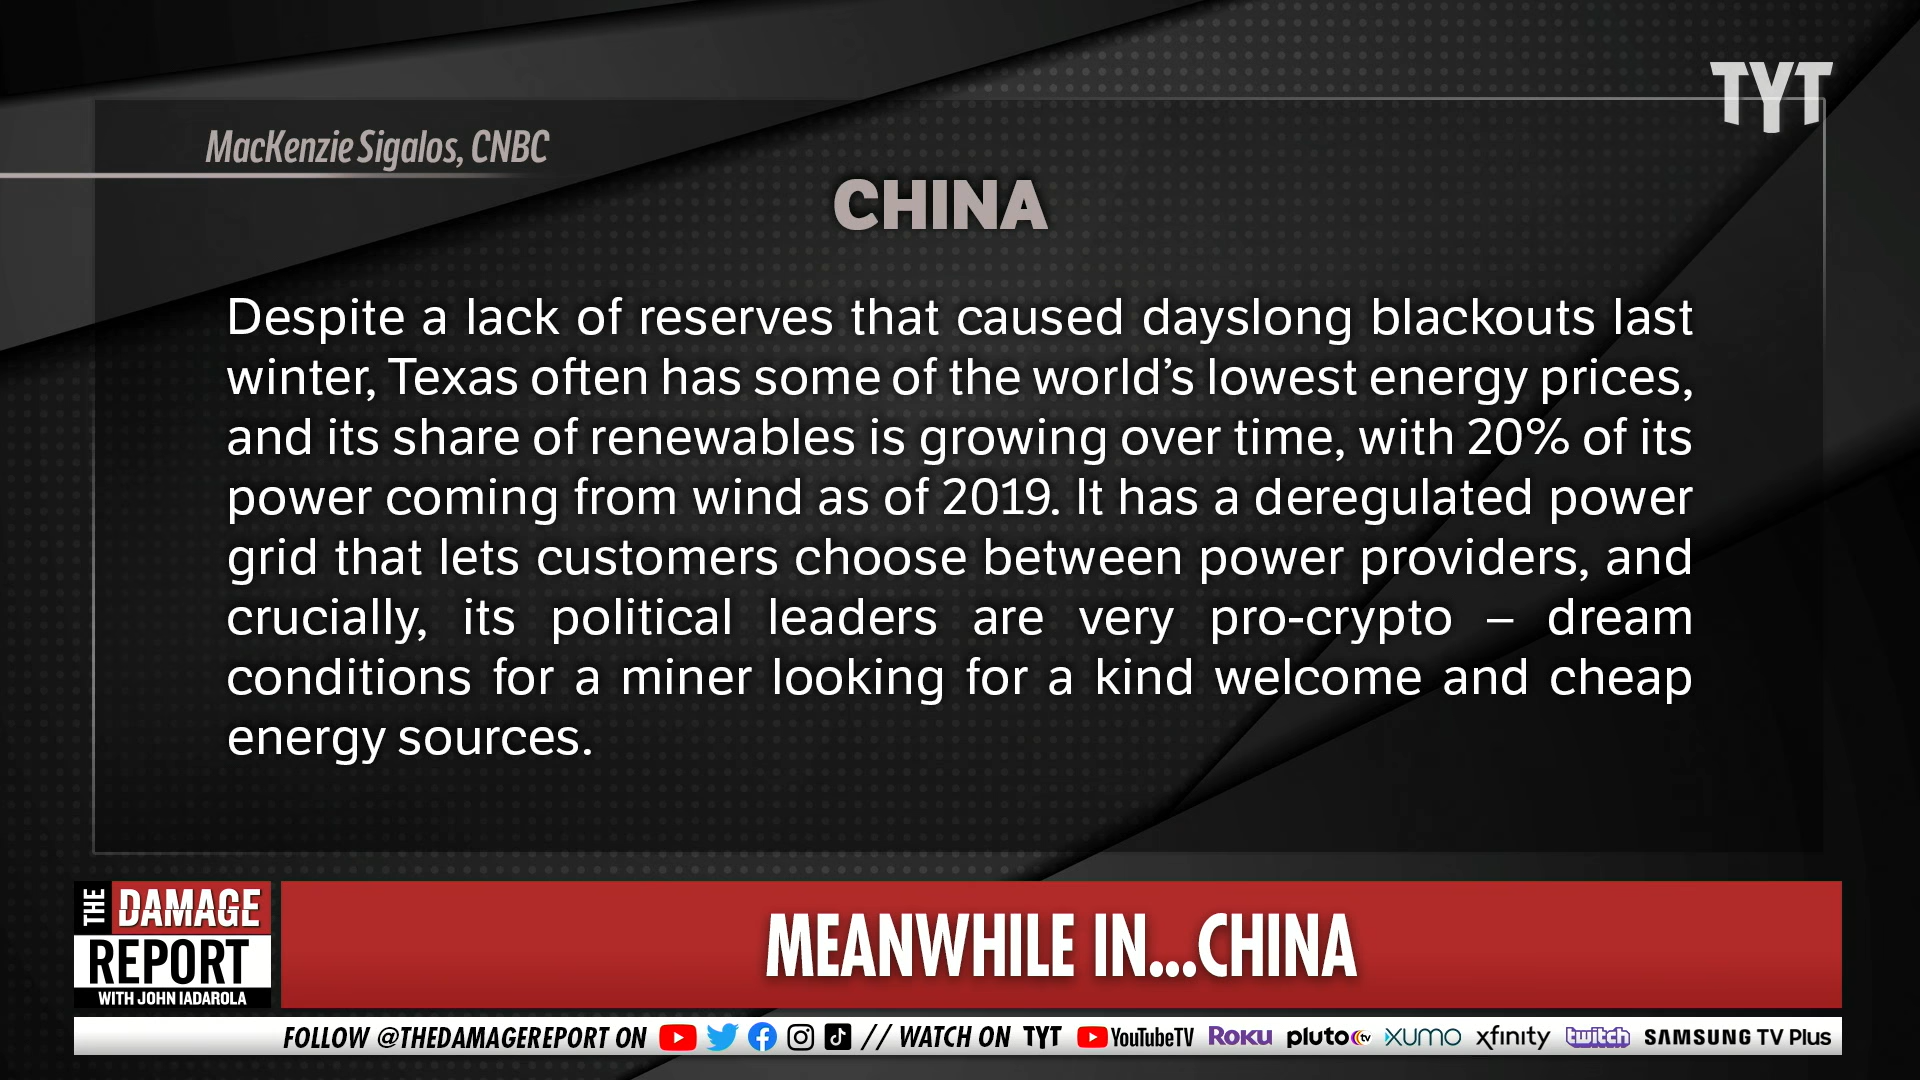 TYT
MacKenzie Sigalos, CNBC
CHINA
Despite a lack of reserves that caused dayslong blackouts last
winter, Texas often has some of the world’s lowest energy prices,
and its share of renewables is growing over time, with 20% of its
power coming from wind as of 2019. It has a deregulated power
grid that lets customers choose between power providers, and
crucially, its political leaders are very pro-crypto – dream
conditions for a miner looking for a kind welcome and cheap
energy sources.
THE DAMAGE
REPORT
WITH JOHN IADAROLA
MEANWHILE IN...CHINA
FOLLOW @THEDAMAGEREPORT ON // WATCH ON TYT YouTubeTV ROKU pluto tv XUMO xfinity twitch SAMSUNG TV Plus